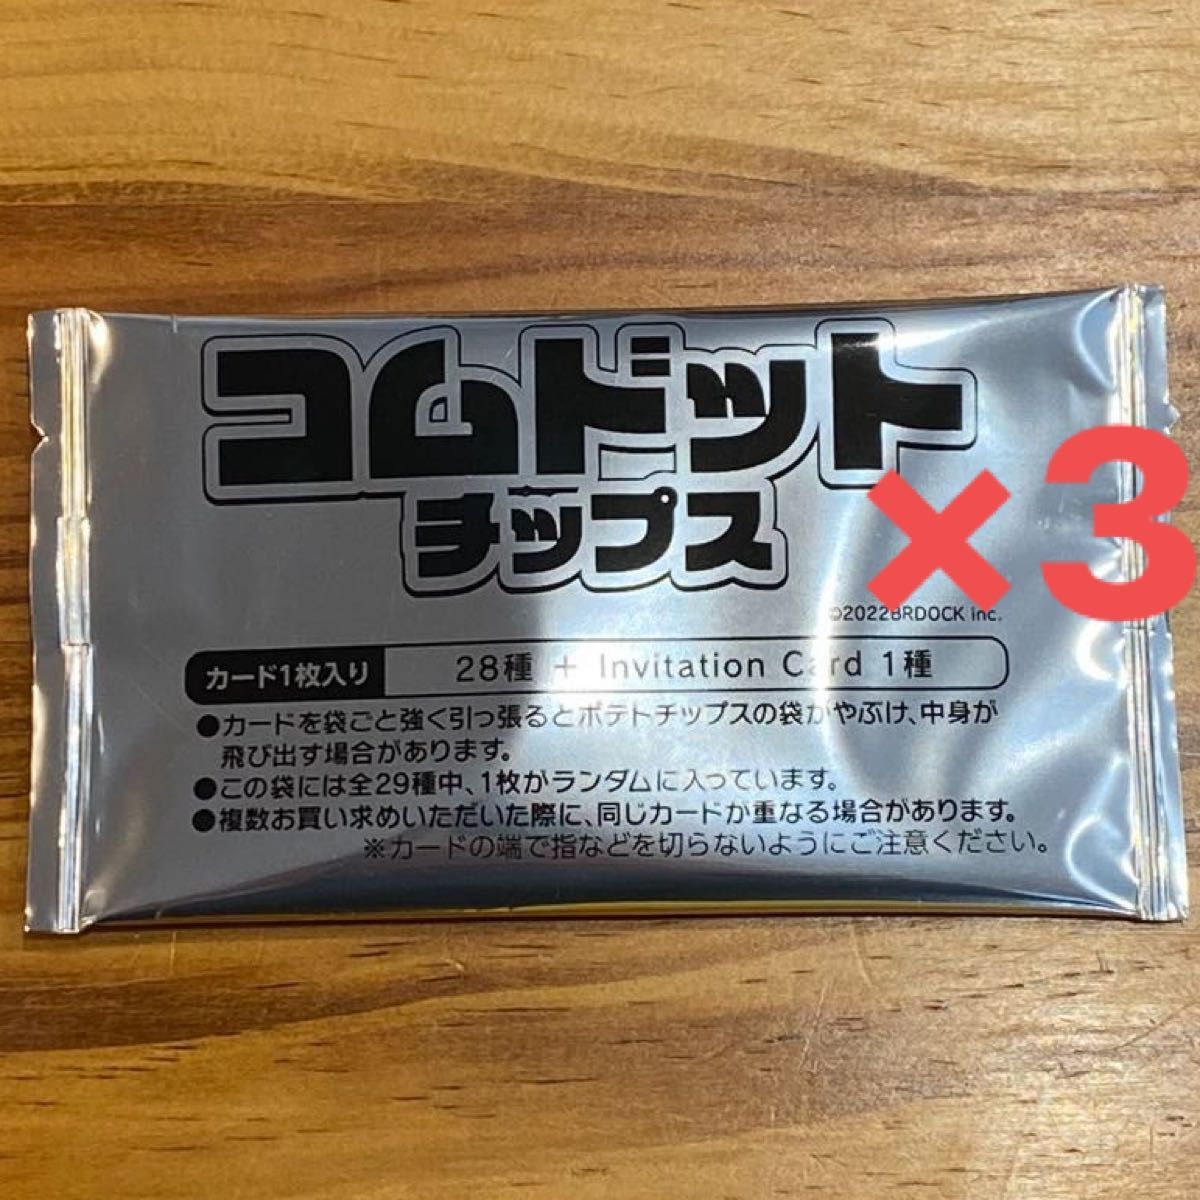 コムドット
チップス
×3
©2022BRDOCK inc.
カード1枚入り 28種 + Invitation Card 1種
●カードを袋ごと強く引っ張るとポテトチップスの袋がやぶけ、中身が
飛び出す場合があります。
●この袋には全29種中、1枚がランダムに入っています。
●複数お買い求めいただいた際に、同じカードが重なる場合があります。
※カードの端で指などを切らないようにご注意ください。